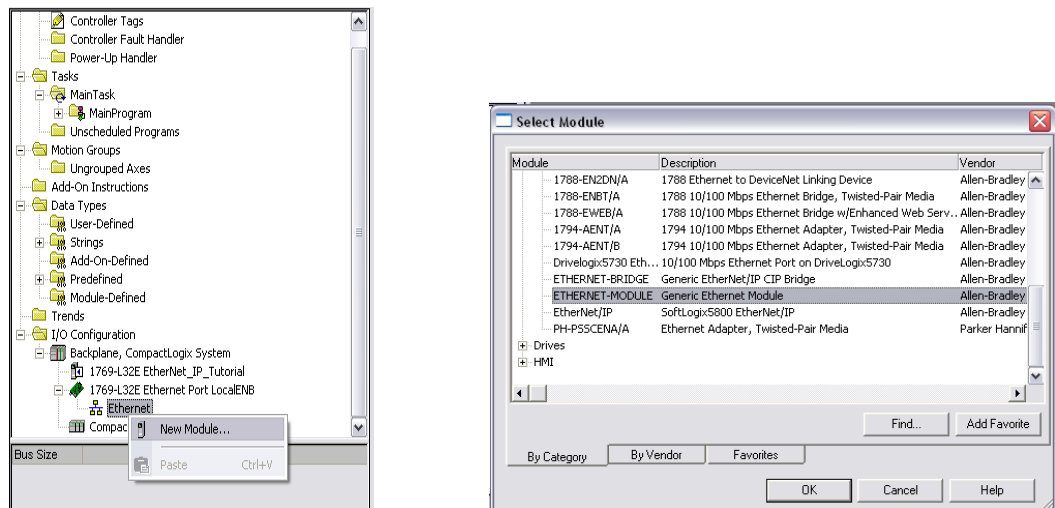 Controller Tags
Controller Fault Handler
Power-Up Handler
Tasks
MainTask
MainProgram
Unscheduled Programs
Motion Groups
Ungrouped Axes
Add-On Instructions
Data Types
User-Defined
Strings
Add-On-Defined
Predefined
Module-Defined
Trends
I/O Configuration
Backplane, CompactLogix System
1769-L32E EtherNet_IP_Tutorial
1769-L32E Ethernet Port LocalENB
Ethernet
Compac
New Module...
Paste Ctrl+V
Bus Size
Select Module
Module Description Vendor
1788-EN2DN/A 1788 Ethernet to DeviceNet Linking Device Allen-Bradley
1788-ENBT/A 1788 10/100 Mbps Ethernet Bridge, Twisted-Pair Media Allen-Bradley
1788-EWEB/A 1788 10/100 Mbps Ethernet Bridge w/Enhanced Web Serv.. Allen-Bradley
1794-AENT/A 1794 10/100 Mbps Ethernet Adapter, Twisted-Pair Media Allen-Bradley
1794-AENT/B 1794 10/100 Mbps Ethernet Adapter, Twisted-Pair Media Allen-Bradley
Drivelogix5730 Eth... 10/100 Mbps Ethernet Port on DriveLogix5730 Allen-Bradley
ETHERNET-BRIDGE Generic EtherNet/IP CIP Bridge Allen-Bradley
ETHERNET-MODULE Generic Ethernet Module Allen-Bradley
EtherNet/IP SoftLogix5800 EtherNet/IP Allen-Bradley
PH-PSSCENA/A Ethernet Adapter, Twisted-Pair Media Parker Hannif
Drives
HMI
Find... Add Favorite
By Category By Vendor Favorites
OK Cancel Help